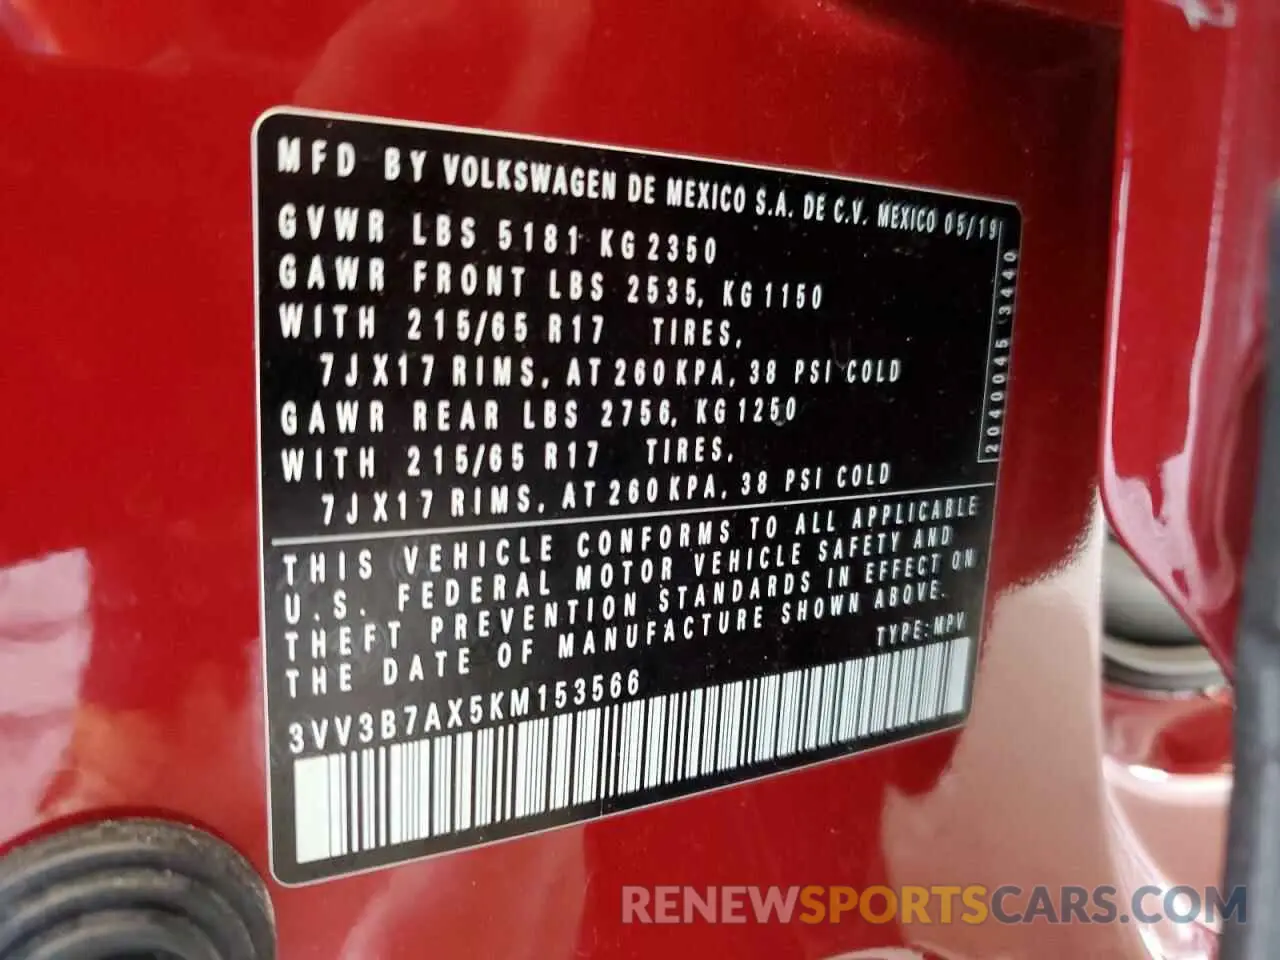 MFD BY VOLKSWAGEN DE MEXICO S.A. DE C.V. MEXICO 05/19
GVWR LBS 5181 KG 2350
GAWR FRONT LBS 2535, KG 1150
WITH 215/65 R17 TIRES,
7JX17 RIMS, AT 260 KPA, 38 PSI COLD
GAWR REAR LBS 2756, KG 1250
WITH 215/65 R17 TIRES,
7JX17 RIMS, AT 260 KPA, 38 PSI COLD
2040045 3440
THIS VEHICLE CONFORMS TO ALL APPLICABLE
U.S. FEDERAL MOTOR VEHICLE SAFETY AND
THEFT PREVENTION STANDARDS IN EFFECT ON
THE DATE OF MANUFACTURE SHOWN ABOVE.
TYPE: MPV
3VV3B7AX5KM153566
RENEWSPORTSCARS.COM